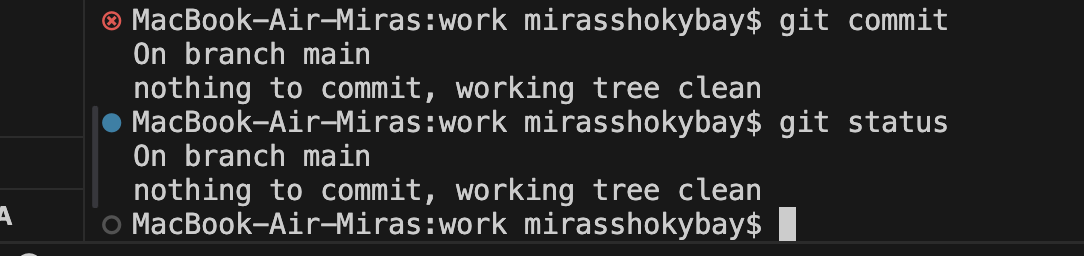 MacBook-Air-Miras:work mirasshokybay$ git commit
On branch main
nothing to commit, working tree clean
MacBook-Air-Miras:work mirasshokybay$ git status
On branch main
nothing to commit, working tree clean
A
MacBook-Air-Miras:work mirasshokybay$